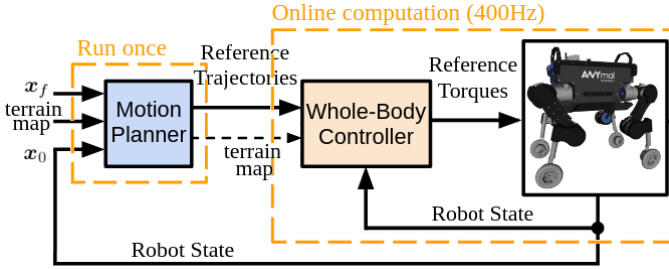 Online computation (400Hz)
Run once
Reference
Trajectories
Reference
Torques
ANYmal
x_f
terrain
map
x_0
Motion
Planner
Whole-Body
Controller
terrain
map
Robot State
Robot State